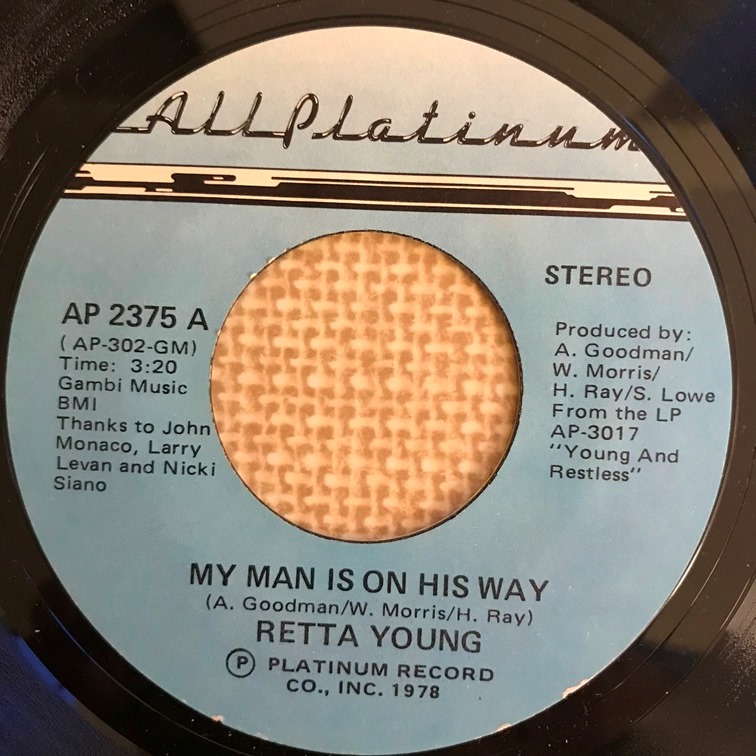 All Platinum
STEREO
AP 2375 A
(AP-302-GM)
Time: 3:20
Gambi Music
BMI
Thanks to John
Monaco, Larry
Levan and Nicki
Siano
Produced by:
A. Goodman/
W. Morris/
H. Ray/S. Lowe
From the LP
AP-3017
"Young And
Restless"
MY MAN IS ON HIS WAY
(A. Goodman/W. Morris/H. Ray)
RETTA YOUNG
Ⓟ PLATINUM RECORD
CO., INC. 1978